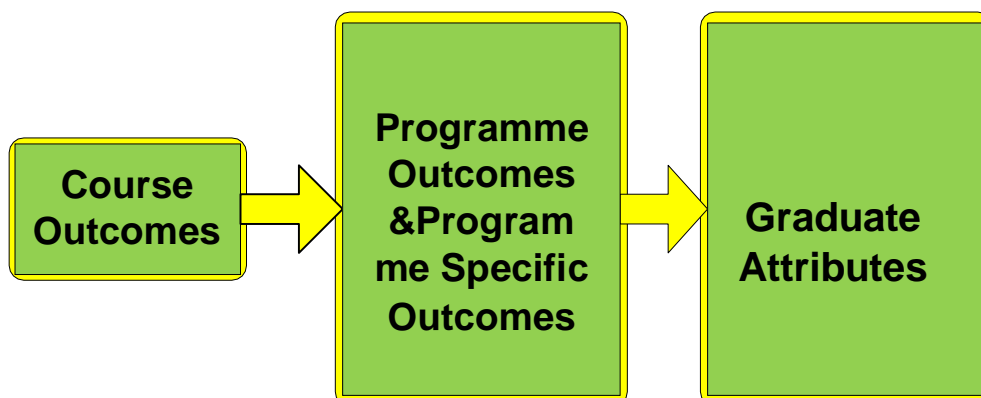 Course
Outcomes
Programme
Outcomes
&Program
me Specific
Outcomes
Graduate
Attributes